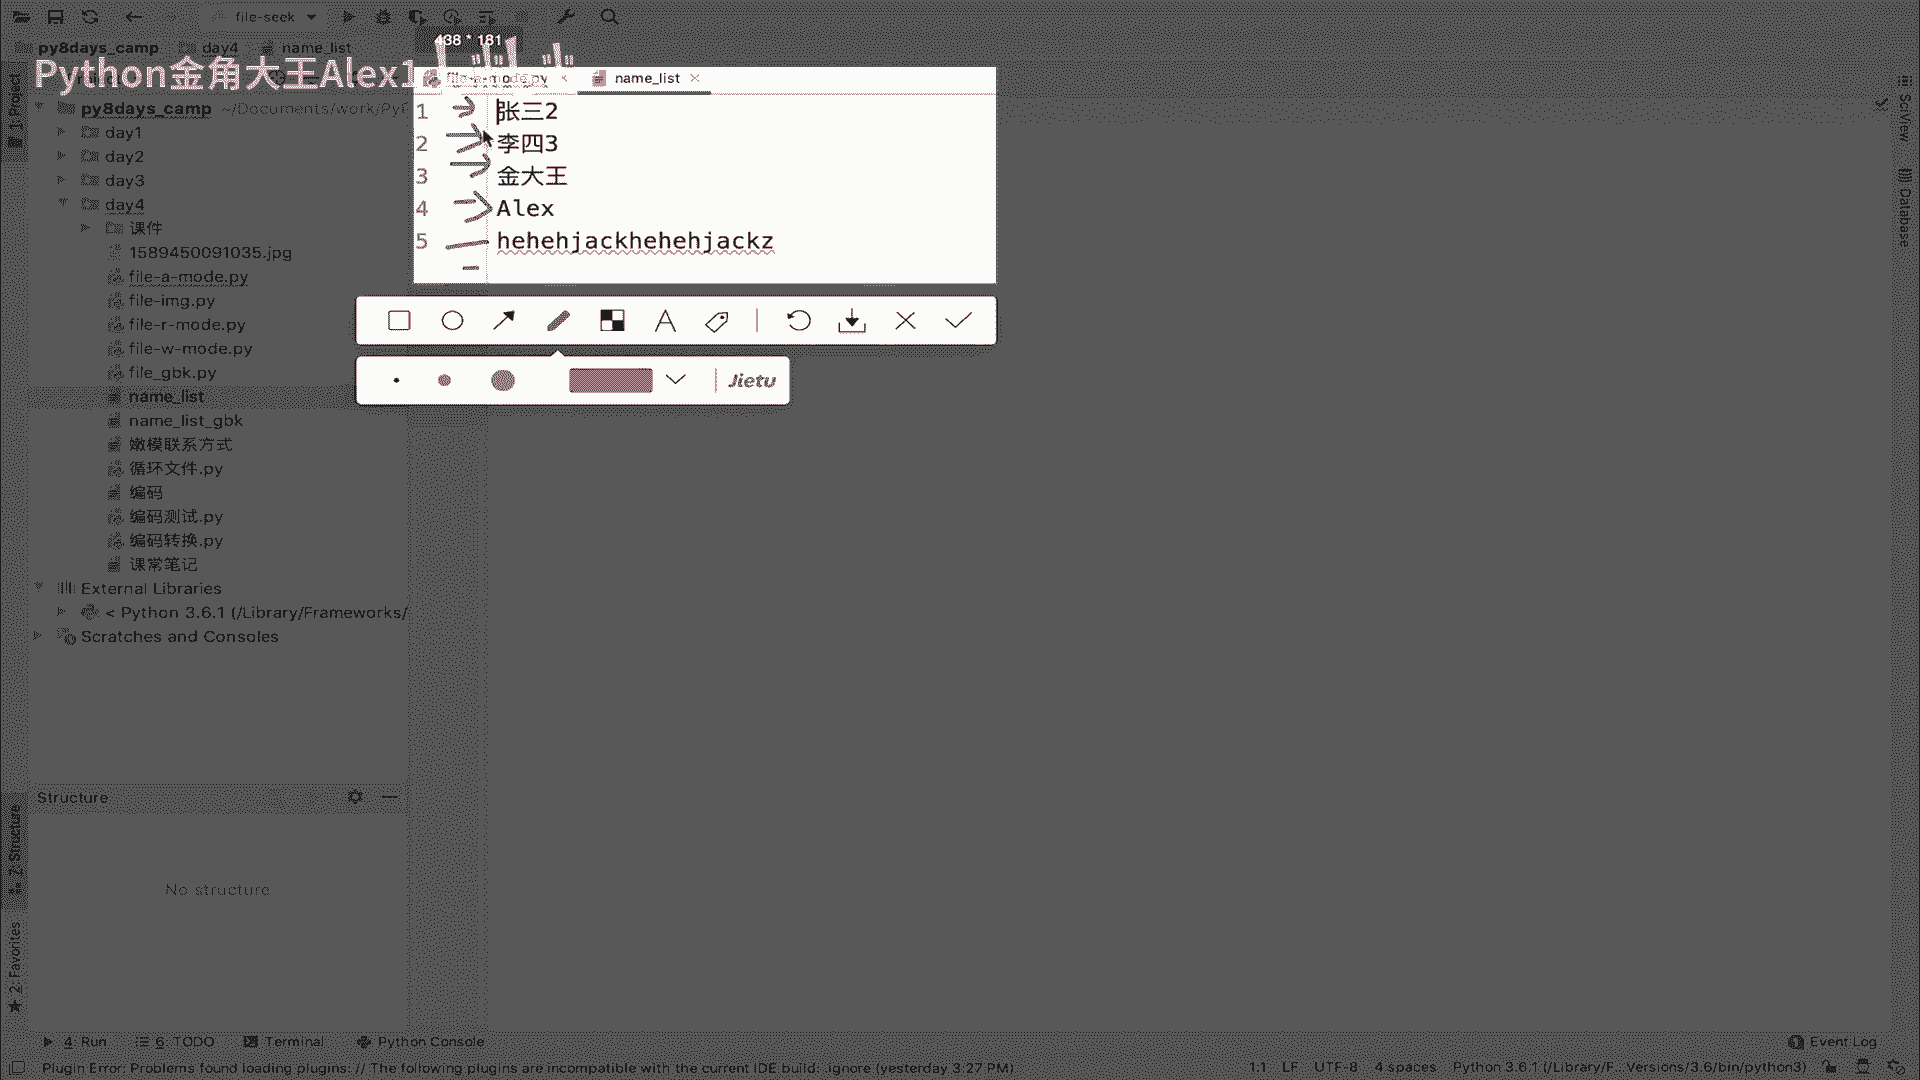 file-seek
438 * 181
py8days_camp day4 name_list
Python金角大王Alex1
file-a-mode.py name_list
1: Project
py8days_camp ~/Documents/work/Py
day1
day2
day3
day4
课件
1589450091035.jpg
file-a-mode.py
file-img.py
file-r-mode.py
file-w-mode.py
file_gbk.py
name_list
name_list_gbk
嫩模联系方式
循环文件.py
编码
编码测试.py
编码转换.py
课常笔记
External Libraries
< Python 3.6.1 (/Library/Frameworks/
Scratches and Consoles
1 张三2
2 李四3
3 金大王
4 Alex
5 hehehjackhehehjackz
A
Jietu
SciView
Database
Structure
No structure
7: Structure
2: Favorites
4: Run 6: TODO Terminal Python Console
Event Log
Plugin Error: Problems found loading plugins: // The following plugins are incompatible with the current IDE build: .ignore (yesterday 3:27 PM)
1:1 LF UTF-8 4 spaces Python 3.6.1 (/Library/F... Versions/3.6/bin/python3)